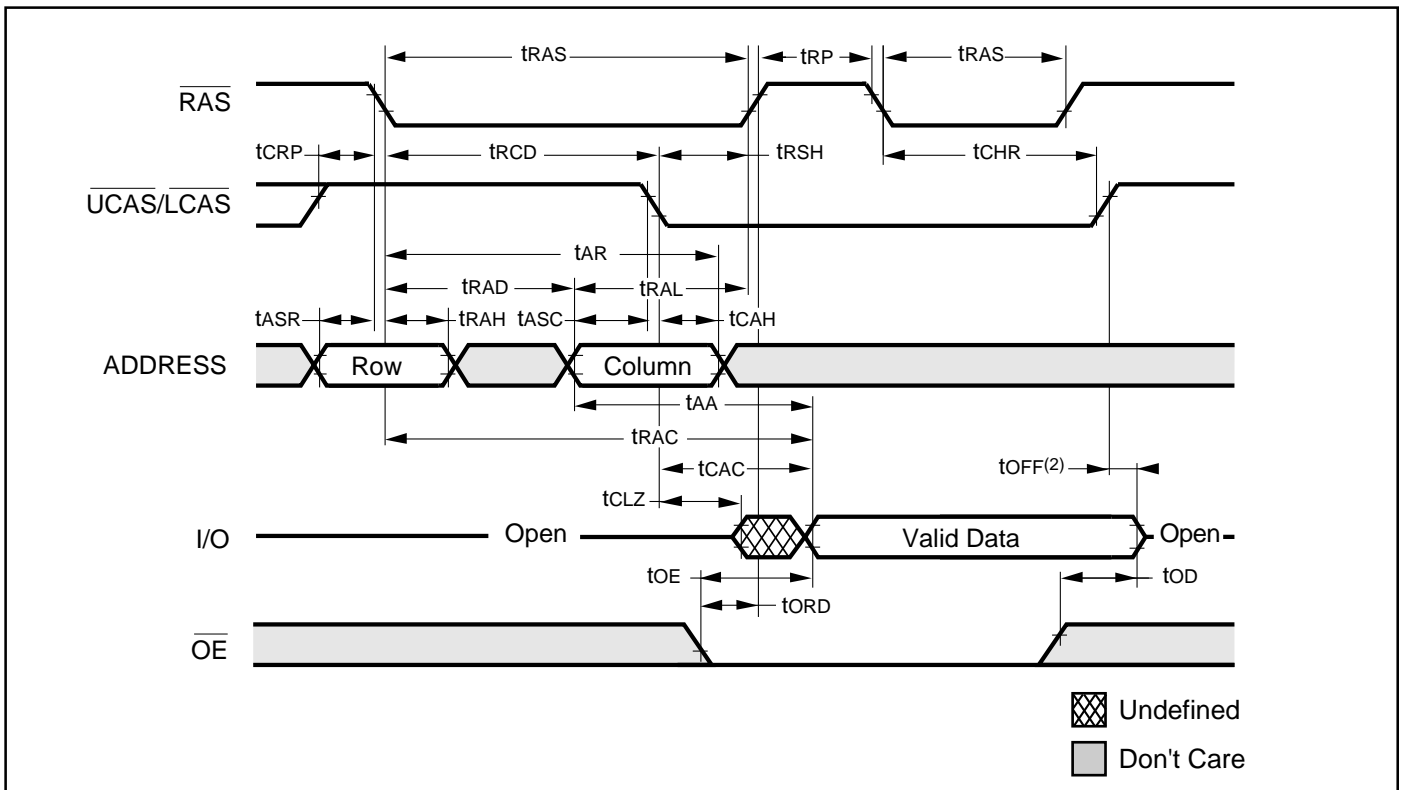 tRAS tRP tRAS
RAS
tCRP tRCD tRSH tCHR
UCAS/LCAS
tAR
tRAD tRAL
tASR tRAH tASC tCAH
ADDRESS Row Column
tAA
tRAC
tCAC tOFF(2)
tCLZ
I/O Open Valid Data Open
tOE tOD
tORD
OE
Undefined
Don't Care